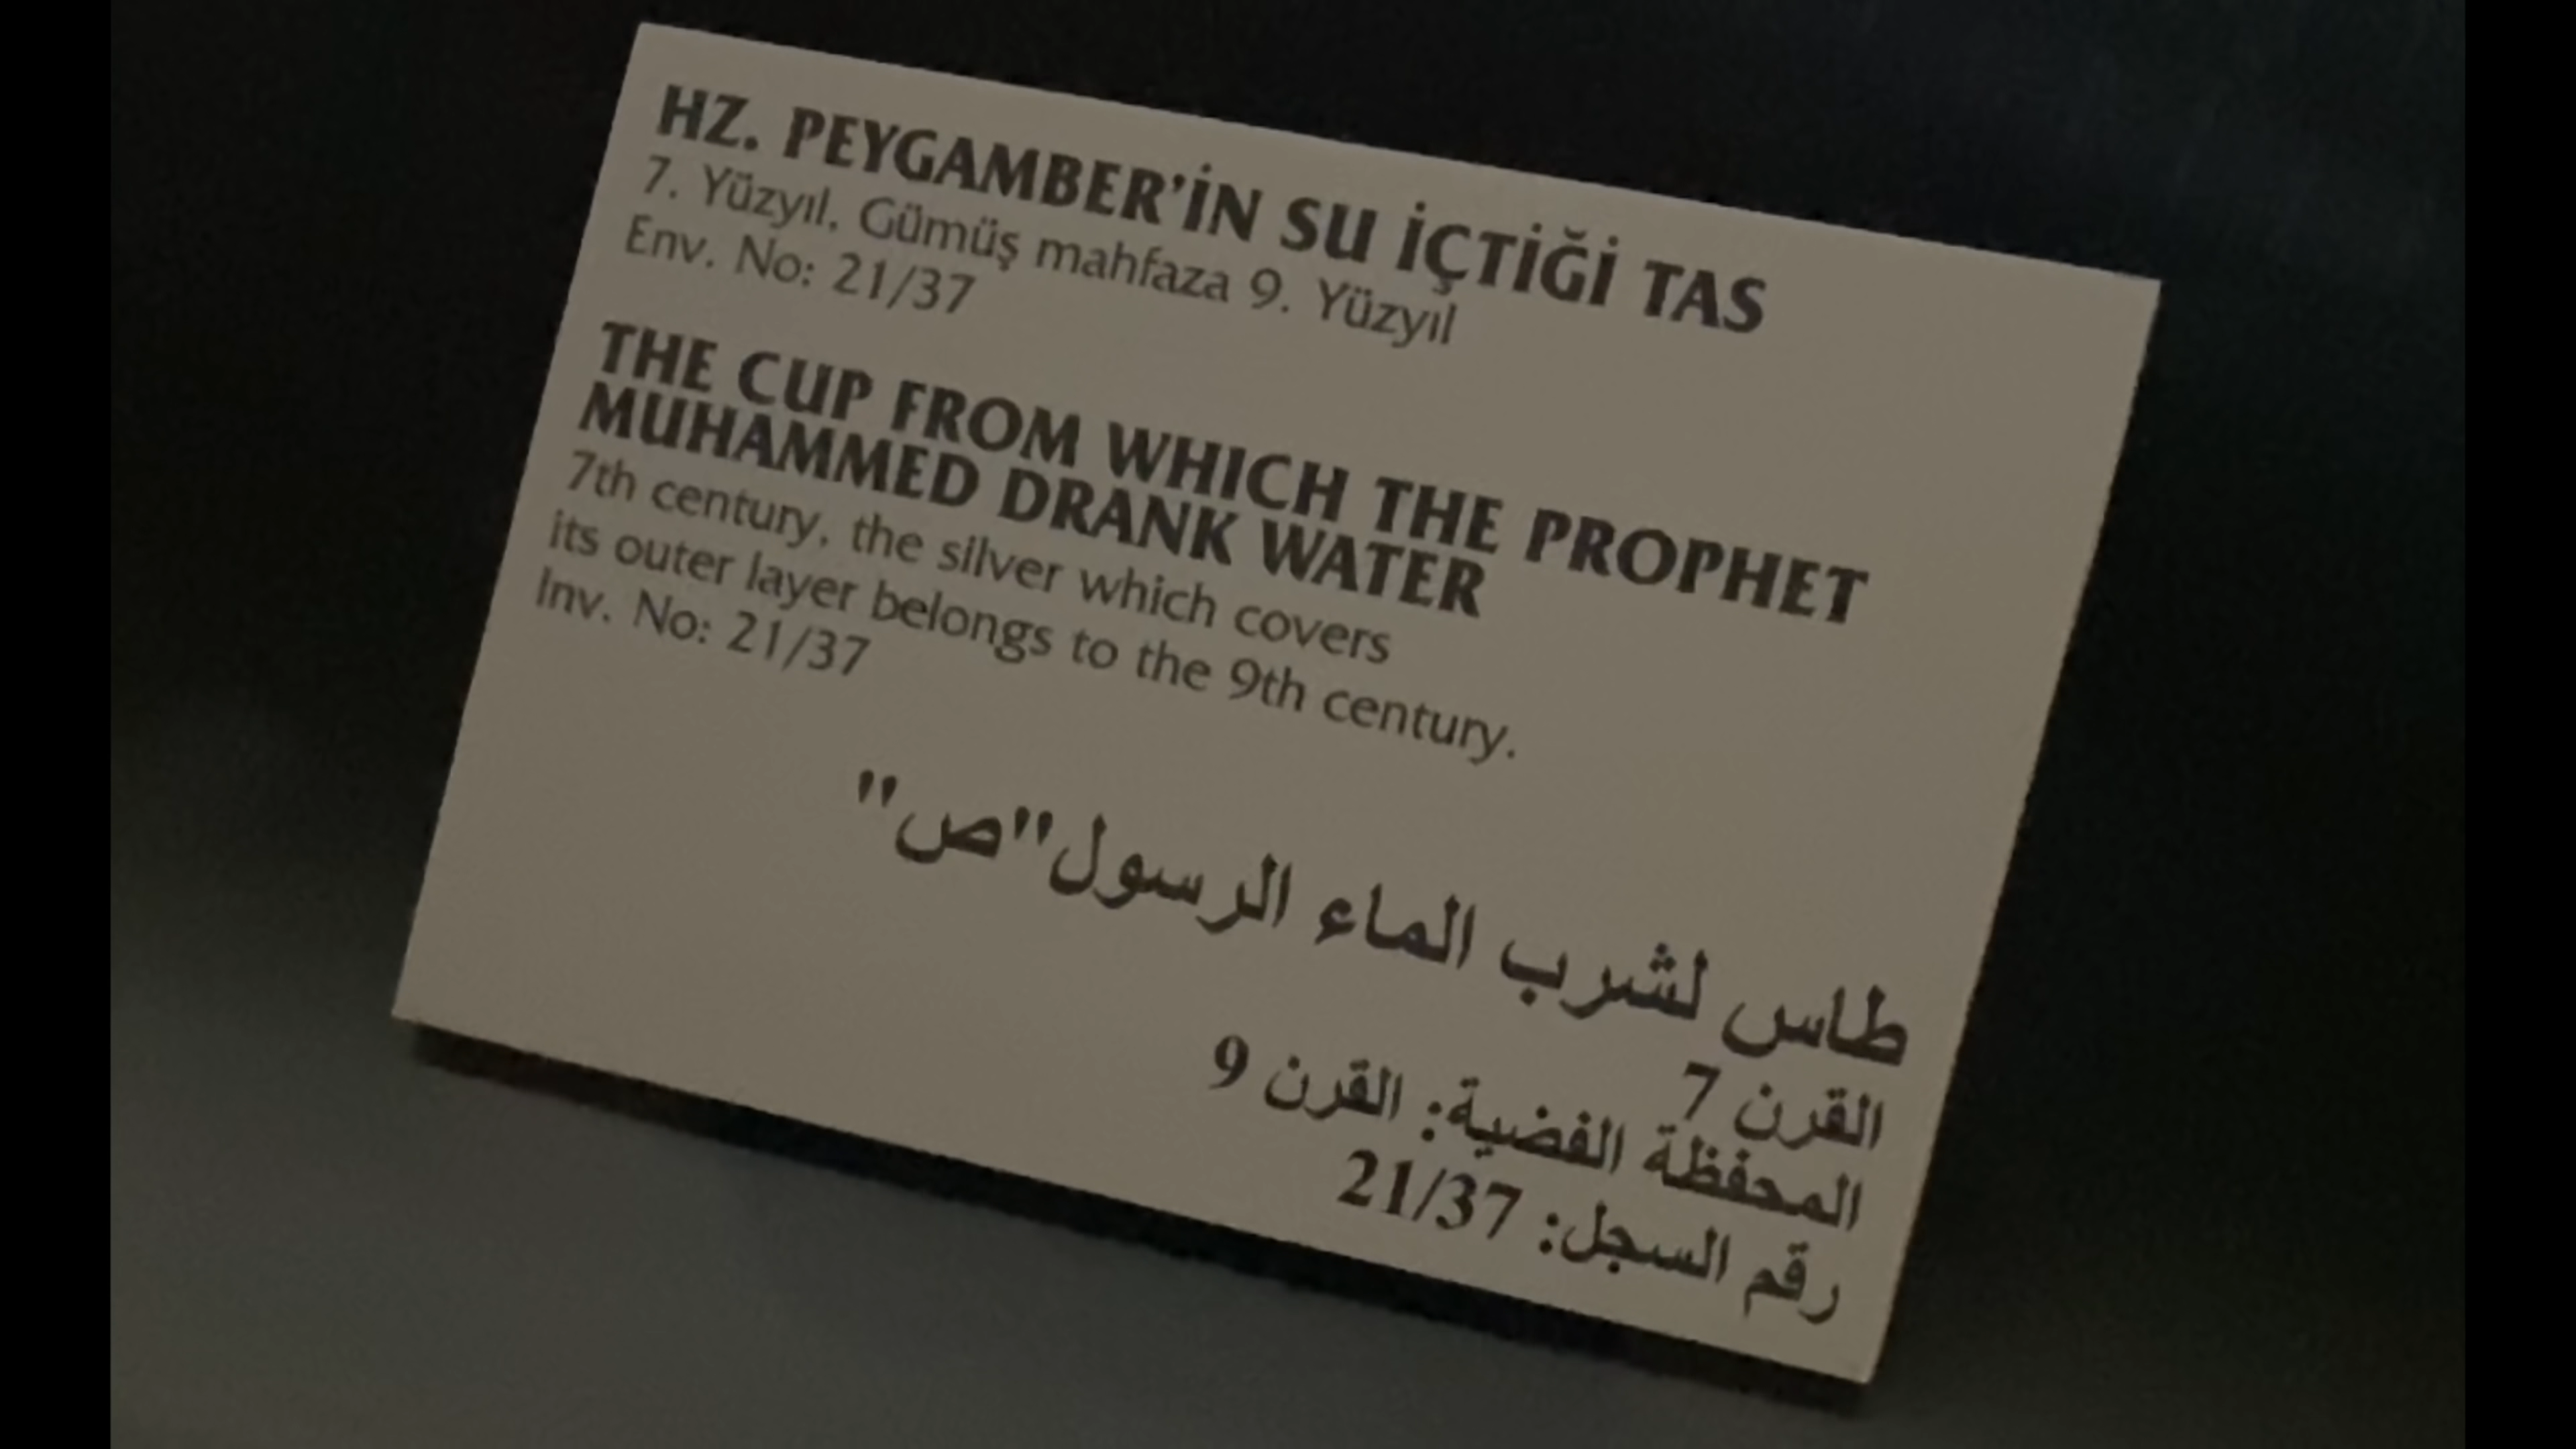 HZ. PEYGAMBER'İN SU İÇTİĞİ TAS
7. Yüzyıl, Gümüş mahfaza 9. Yüzyıl
Env. No: 21/37
THE CUP FROM WHICH THE PROPHET
MUHAMMED DRANK WATER
7th century, the silver which covers
its outer layer belongs to the 9th century.
Inv. No: 21/37
طاس لشرب الماء الرسول"ص"
القرن 7
المحفظة الفضية: القرن 9
رقم السجل: 21/37